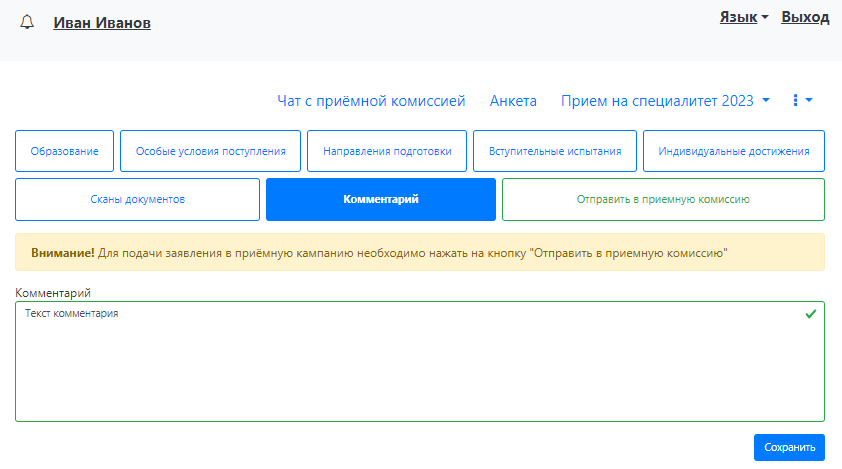 Иван Иванов
Язык Выход
Чат с приёмной комиссией Анкета Прием на специалитет 2023
Образование Особые условия поступления Направления подготовки Вступительные испытания Индивидуальные достижения
Сканы документов Комментарий Отправить в приемную комиссию
Внимание! Для подачи заявления в приёмную кампанию необходимо нажать на кнопку "Отправить в приемную комиссию"
Комментарий
Текст комментария
Сохранить